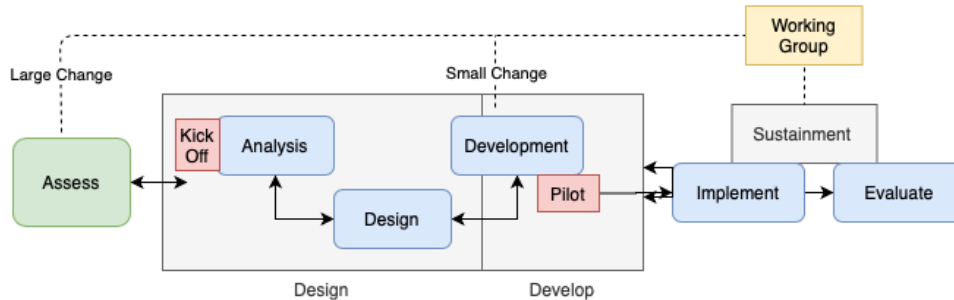 Working
Group
Large Change
Small Change
Kick
Off
Analysis
Development
Sustainment
Assess
Pilot
Implement
Evaluate
Design
Design
Develop